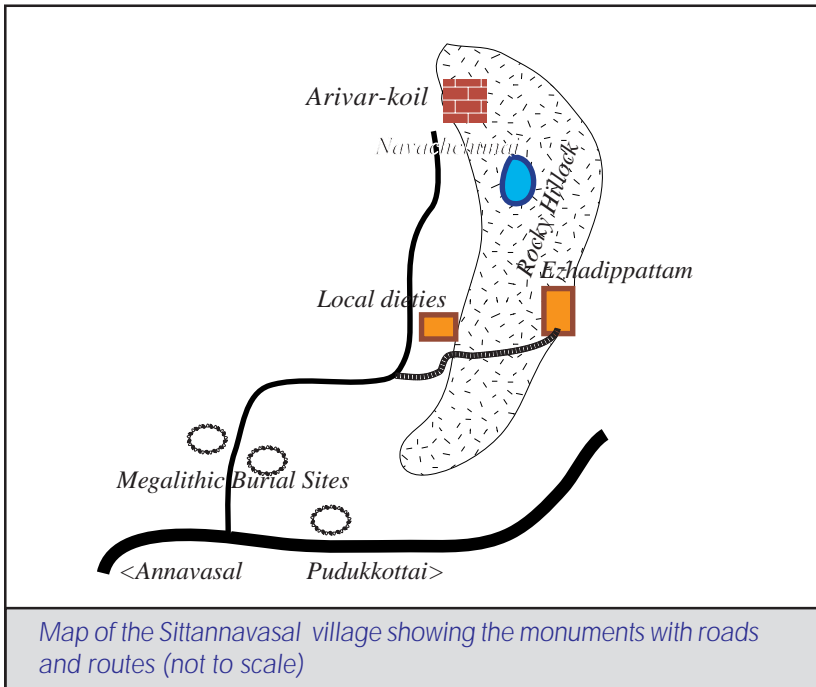 Arivar-koil
Navachchunai
Rocky Hillock
Ezhadippattam
Local dieties
Megalithic Burial Sites
<Annavasal
Pudukkottai>
Map of the Sittannavasal village showing the monuments with roads
and routes (not to scale)